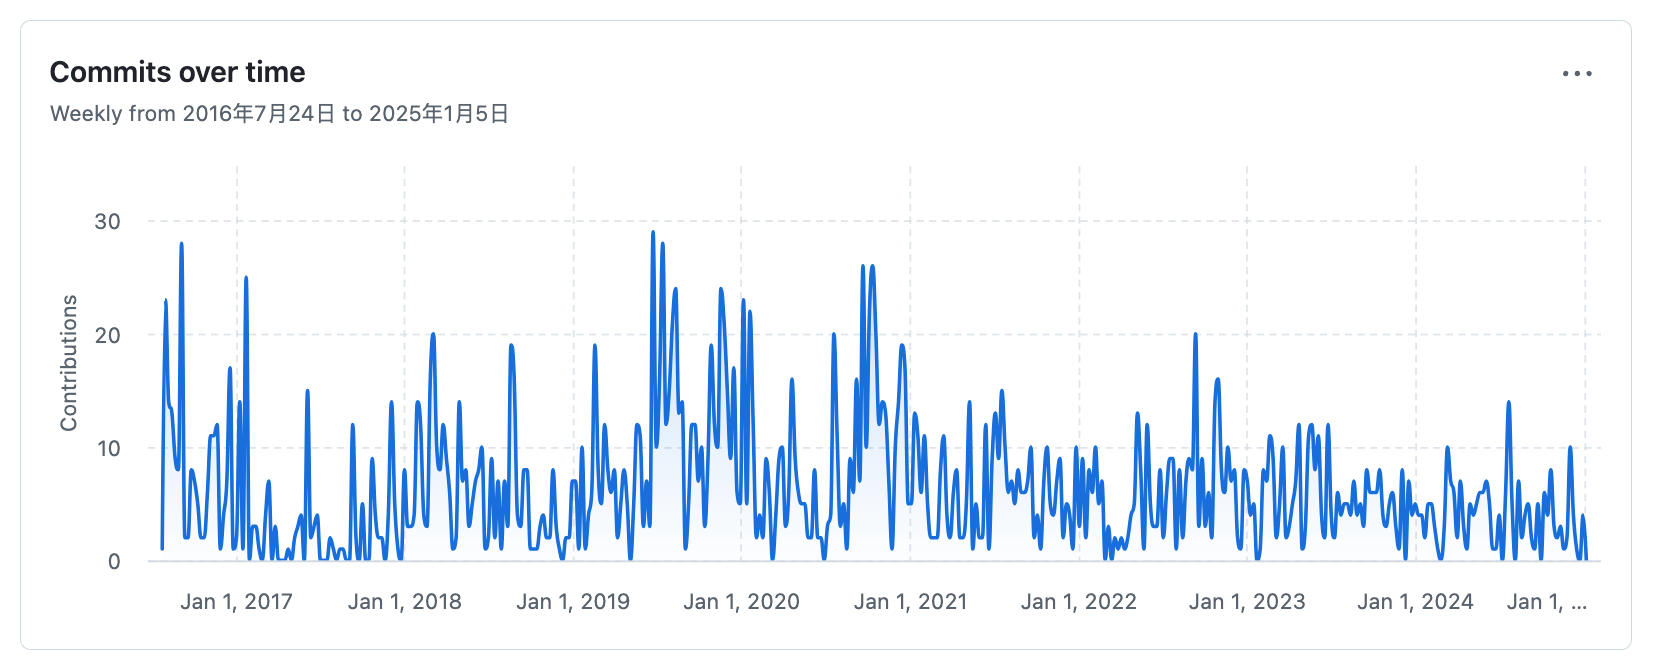 Commits over time
Weekly from 2016年7月24日 to 2025年1月5日
Contributions
30
20
10
0
Jan 1, 2017 Jan 1, 2018 Jan 1, 2019 Jan 1, 2020 Jan 1, 2021 Jan 1, 2022 Jan 1, 2023 Jan 1, 2024 Jan 1, ...